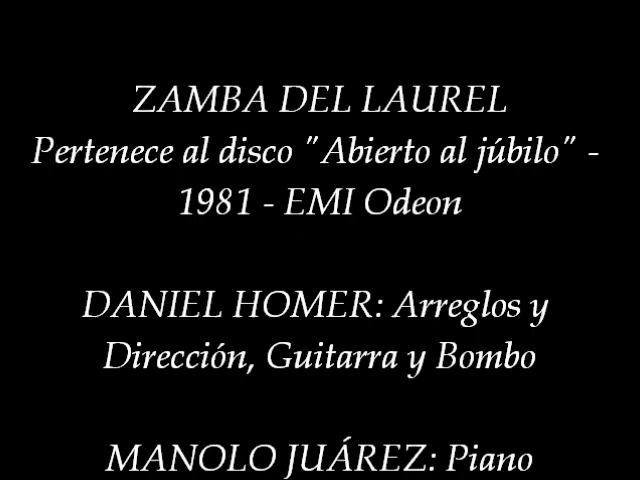 ZAMBA DEL LAUREL
Pertenece al disco "Abierto al júbilo" -
1981 - EMI Odeon
DANIEL HOMER: Arreglos y
Dirección, Guitarra y Bombo
MANOLO JUÁREZ: Piano